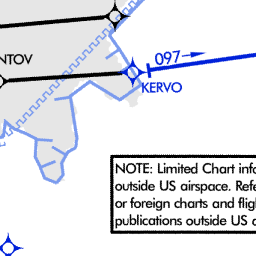 097
NTOV
KERVO
NOTE: Limited Chart info
outside US airspace. Refe
or foreign charts and fligh
publications outside US a